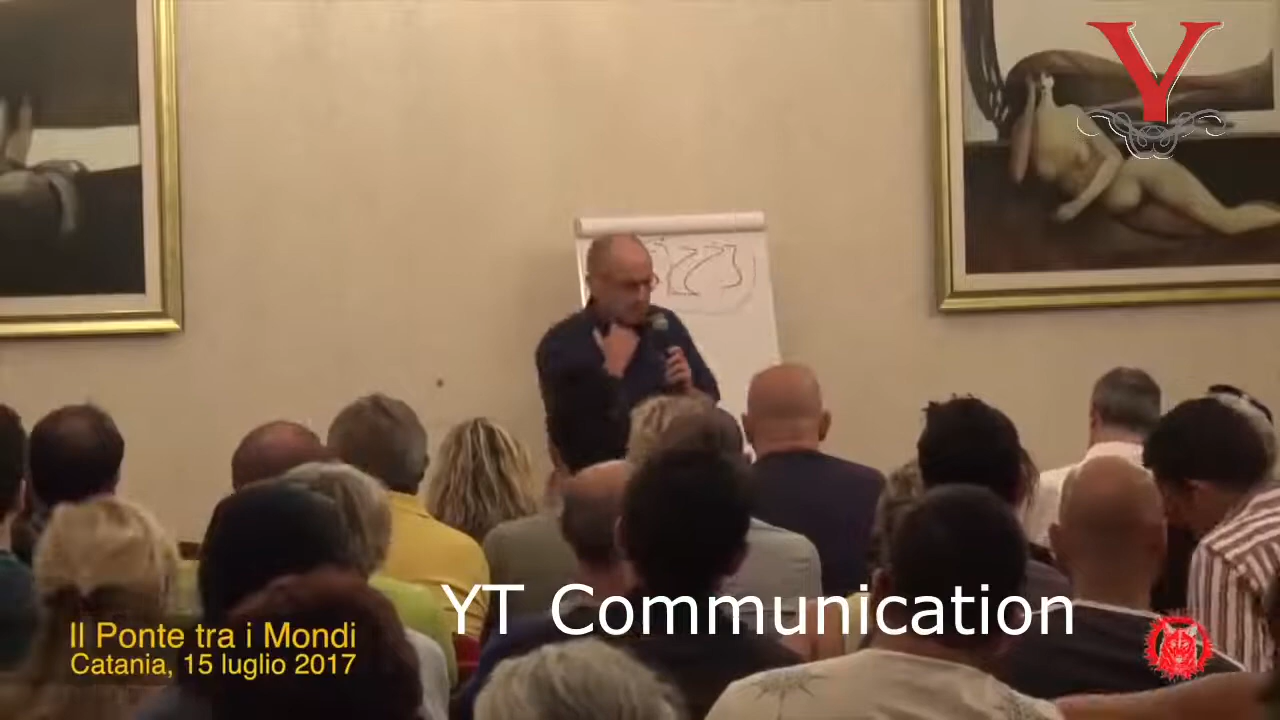 Y
YT Communication
Il Ponte tra i Mondi
Catania, 15 luglio 2017